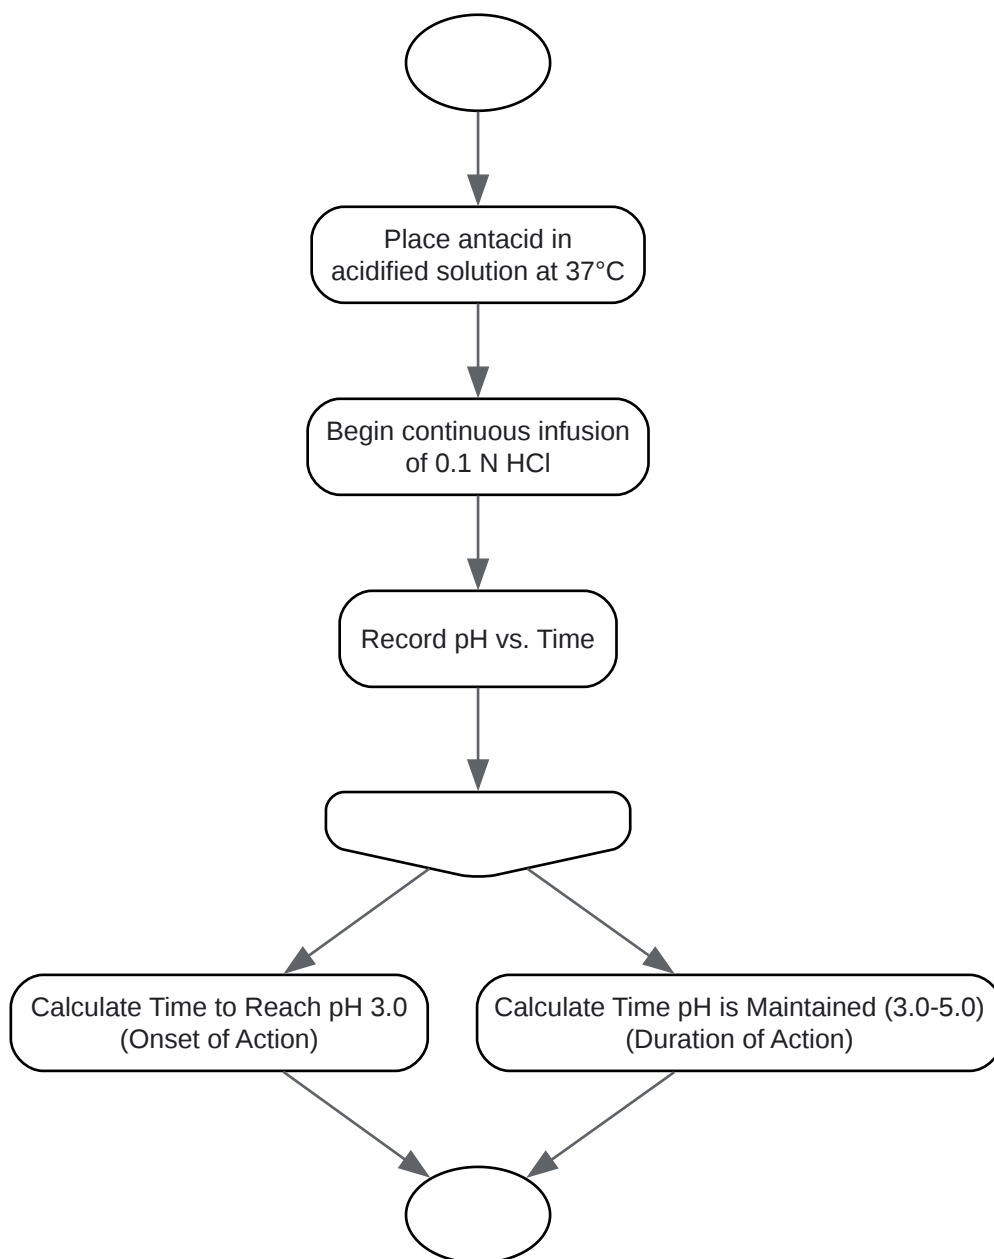 Place antacid in
acidified solution at 37°C
Begin continuous infusion
of 0.1 N HCl
Record pH vs. Time
Calculate Time to Reach pH 3.0
(Onset of Action)
Calculate Time pH is Maintained (3.0-5.0)
(Duration of Action)